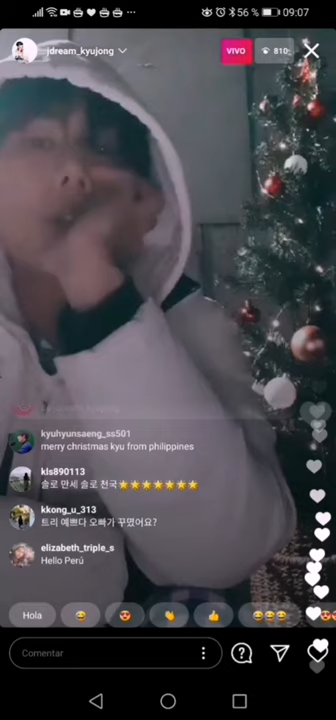 56 % 09:07
jdream_kyujong
VIVO
810
kyuhyunsaeng_ss501
merry christmas kyu from philippines
kls890113
솔로 만세 솔로 천국⭐⭐⭐⭐⭐⭐⭐
kkong_u_313
트리 예쁘다 오빠가 꾸몄어요?
elizabeth_triple_s
Hello Perú
Hola 😂 😍 👏 👍 😂😂😂 😍
Comentar